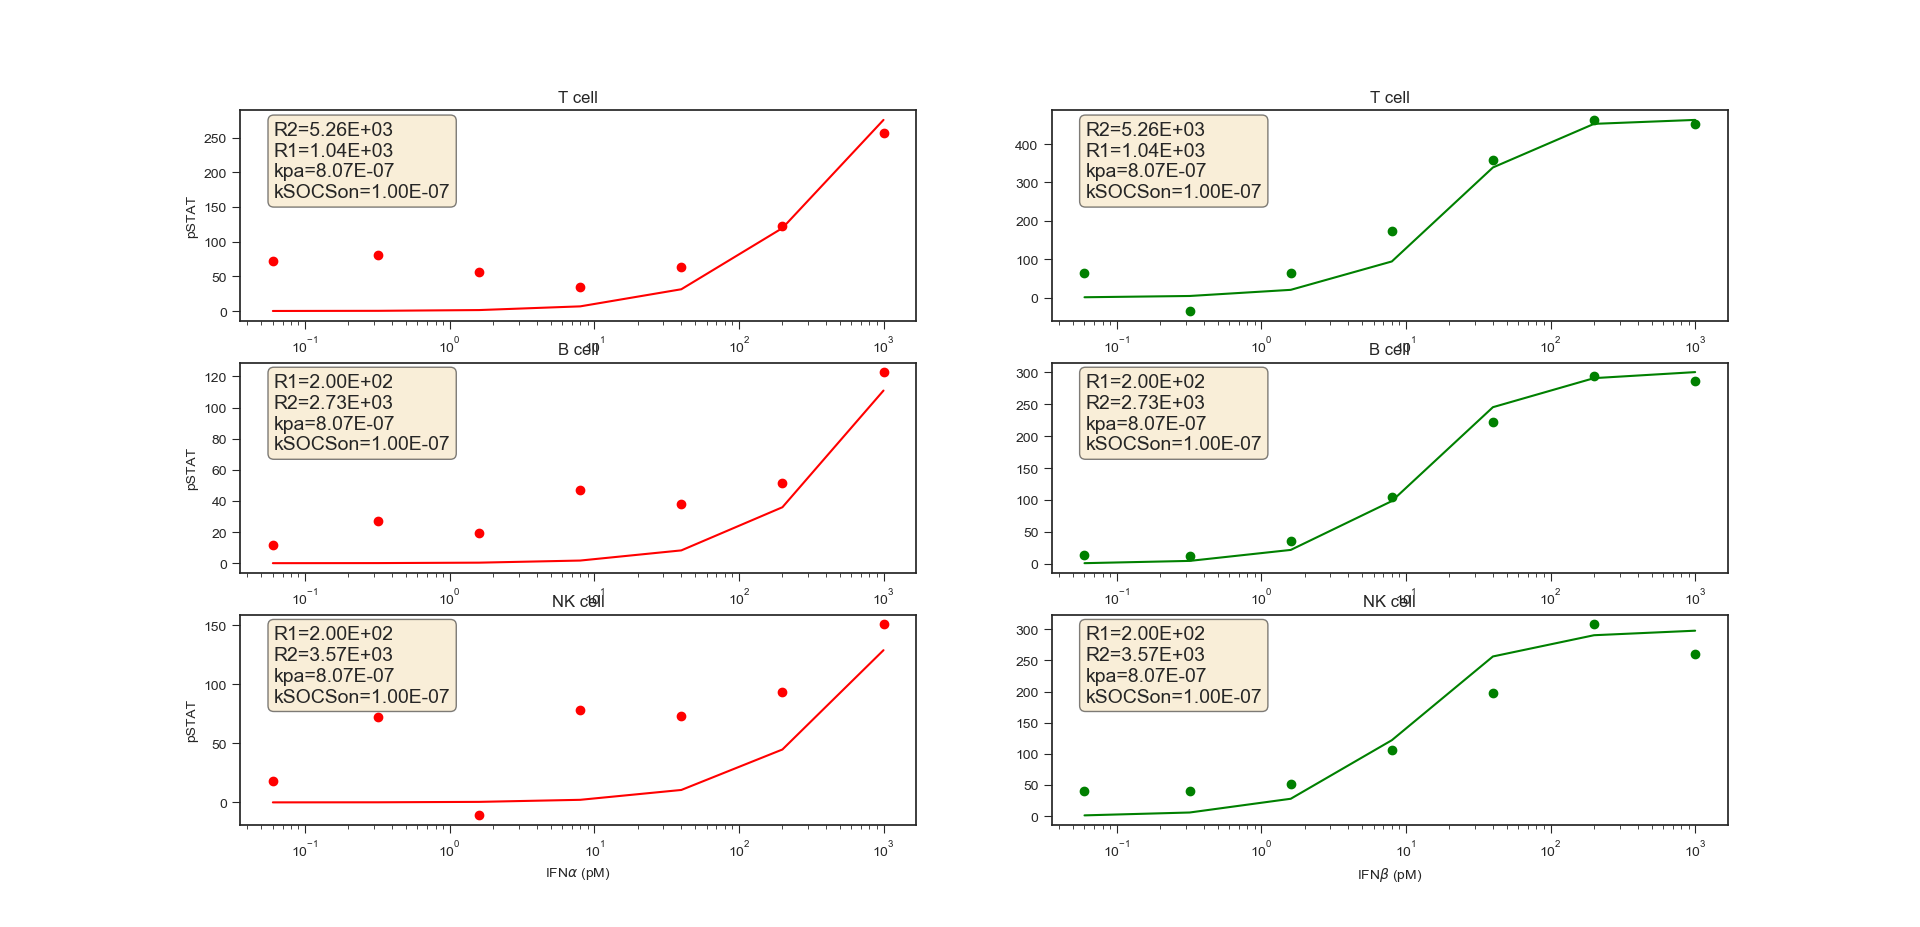 T cell
R2=5.26E+03
R1=1.04E+03
kpa=8.07E-07
kSOCSon=1.00E-07
pSTAT
250
200
150
100
50
0
10⁻¹ 10⁰ 10¹ 10² 10³
T cell
R2=5.26E+03
R1=1.04E+03
kpa=8.07E-07
kSOCSon=1.00E-07
400
300
200
100
0
10⁻¹ 10⁰ 10¹ 10² 10³
B cell
R1=2.00E+02
R2=2.73E+03
kpa=8.07E-07
kSOCSon=1.00E-07
pSTAT
120
100
80
60
40
20
0
10⁻¹ 10⁰ 10¹ 10² 10³
B cell
R1=2.00E+02
R2=2.73E+03
kpa=8.07E-07
kSOCSon=1.00E-07
300
250
200
150
100
50
0
10⁻¹ 10⁰ 10¹ 10² 10³
NK cell
R1=2.00E+02
R2=3.57E+03
kpa=8.07E-07
kSOCSon=1.00E-07
pSTAT
150
100
50
0
10⁻¹ 10⁰ 10¹ 10² 10³
IFNα (pM)
NK cell
R1=2.00E+02
R2=3.57E+03
kpa=8.07E-07
kSOCSon=1.00E-07
300
250
200
150
100
50
0
10⁻¹ 10⁰ 10¹ 10² 10³
IFNβ (pM)